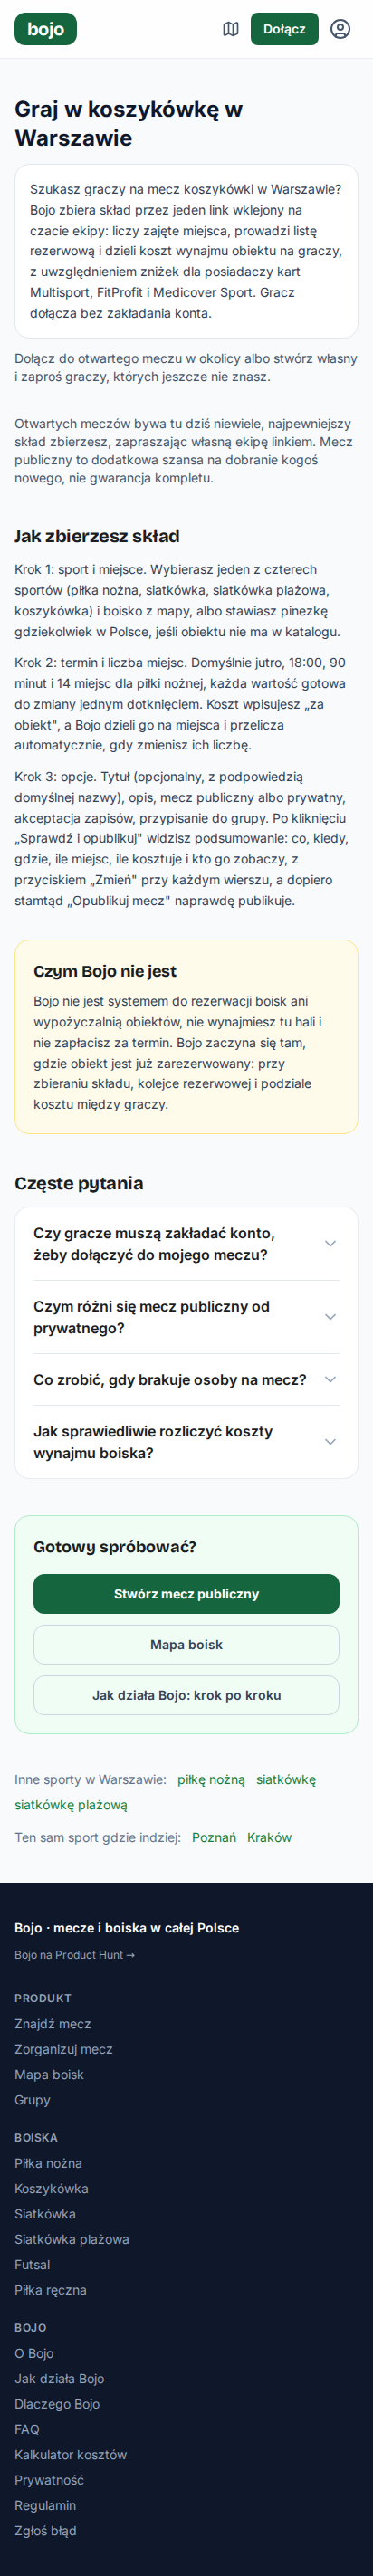 bojo
Dołącz
Graj w koszykówkę w
Warszawie
Szukasz graczy na mecz koszykówki w Warszawie?
Bojo zbiera skład przez jeden link wklejony na
czacie ekipy: liczy zajęte miejsca, prowadzi listę
rezerwową i dzieli koszt wynajmu obiektu na graczy,
z uwzględnieniem zniżek dla posiadaczy kart
Multisport, FitProfit i Medicover Sport. Gracz
dołącza bez zakładania konta.
Dołącz do otwartego meczu w okolicy albo stwórz własny
i zaproś graczy, których jeszcze nie znasz.
Otwartych meczów bywa tu dziś niewiele, najpewniejszy
skład zbierzesz, zapraszając własną ekipę linkiem. Mecz
publiczny to dodatkowa szansa na dobranie kogoś
nowego, nie gwarancja kompletu.
Jak zbierzesz skład
Krok 1: sport i miejsce. Wybierasz jeden z czterech
sportów (piłka nożna, siatkówka, siatkówka plażowa,
koszykówka) i boisko z mapy, albo stawiasz pinezkę
gdziekolwiek w Polsce, jeśli obiektu nie ma w katalogu.
Krok 2: termin i liczba miejsc. Domyślnie jutro, 18:00, 90
minut i 14 miejsc dla piłki nożnej, każda wartość gotowa
do zmiany jednym dotknięciem. Koszt wpisujesz „za
obiekt", a Bojo dzieli go na miejsca i przelicza
automatycznie, gdy zmienisz ich liczbę.
Krok 3: opcje. Tytuł (opcjonalny, z podpowiedzią
domyślnej nazwy), opis, mecz publiczny albo prywatny,
akceptacja zapisów, przypisanie do grupy. Po kliknięciu
„Sprawdź i opublikuj" widzisz podsumowanie: co, kiedy,
gdzie, ile miejsc, ile kosztuje i kto go zobaczy, z
przyciskiem „Zmień" przy każdym wierszu, a dopiero
stamtąd „Opublikuj mecz" naprawdę publikuje.
Czym Bojo nie jest
Bojo nie jest systemem do rezerwacji boisk ani
wypożyczalnią obiektów, nie wynajmiesz tu hali i
nie zapłacisz za termin. Bojo zaczyna się tam,
gdzie obiekt jest już zarezerwowany: przy
zbieraniu składu, kolejce rezerwowej i podziale
kosztu między graczy.
Częste pytania
Czy gracze muszą zakładać konto,
żeby dołączyć do mojego meczu?
Czym różni się mecz publiczny od
prywatnego?
Co zrobić, gdy brakuje osoby na mecz?
Jak sprawiedliwie rozliczyć koszty
wynajmu boiska?
Gotowy spróbować?
Stwórz mecz publiczny
Mapa boisk
Jak działa Bojo: krok po kroku
Inne sporty w Warszawie: piłkę nożną siatkówkę
siatkówkę plażową
Ten sam sport gdzie indziej: Poznań Kraków
Bojo · mecze i boiska w całej Polsce
Bojo na Product Hunt →
PRODUKT
Znajdź mecz
Zorganizuj mecz
Mapa boisk
Grupy
BOISKA
Piłka nożna
Koszykówka
Siatkówka
Siatkówka plażowa
Futsal
Piłka ręczna
BOJO
O Bojo
Jak działa Bojo
Dlaczego Bojo
FAQ
Kalkulator kosztów
Prywatność
Regulamin
Zgłoś błąd